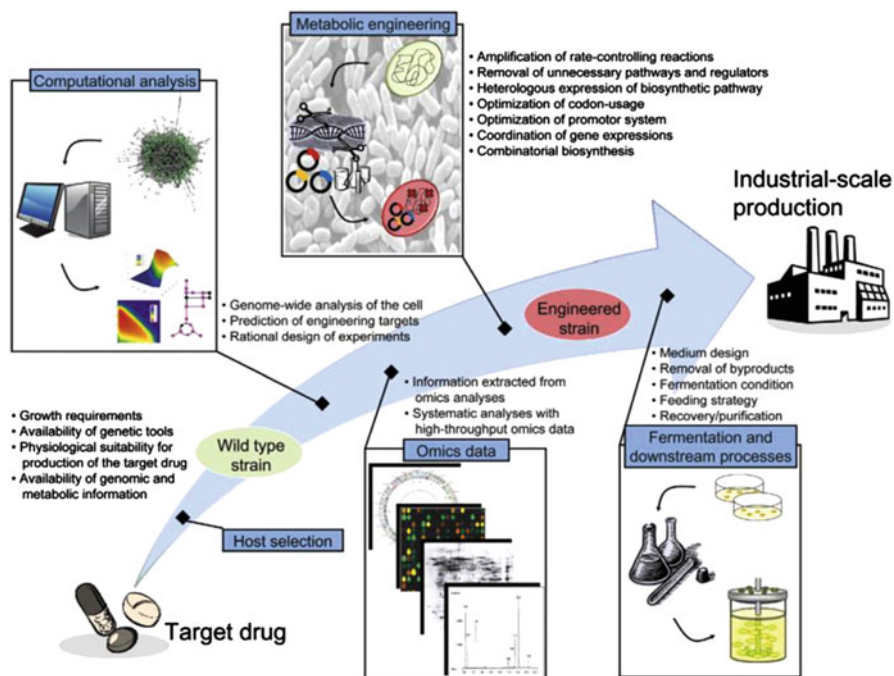 Metabolic engineering
• Amplification of rate-controlling reactions
• Removal of unnecessary pathways and regulators
• Heterologous expression of biosynthetic pathway
• Optimization of codon-usage
• Optimization of promotor system
• Coordination of gene expressions
• Combinatorial biosynthesis
Computational analysis
• Genome-wide analysis of the cell
• Prediction of engineering targets
• Rational design of experiments
Industrial-scale
production
Engineered
strain
• Medium design
• Removal of byproducts
• Fermentation condition
• Feeding strategy
• Recovery/purification
Fermentation and
downstream processes
• Information extracted from
omics analyses
• Systematic analyses with
high-throughput omics data
Omics data
• Growth requirements
• Availability of genetic tools
• Physiological suitability for
production of the target drug
• Availability of genomic and
metabolic information
Wild type
strain
Host selection
Target drug